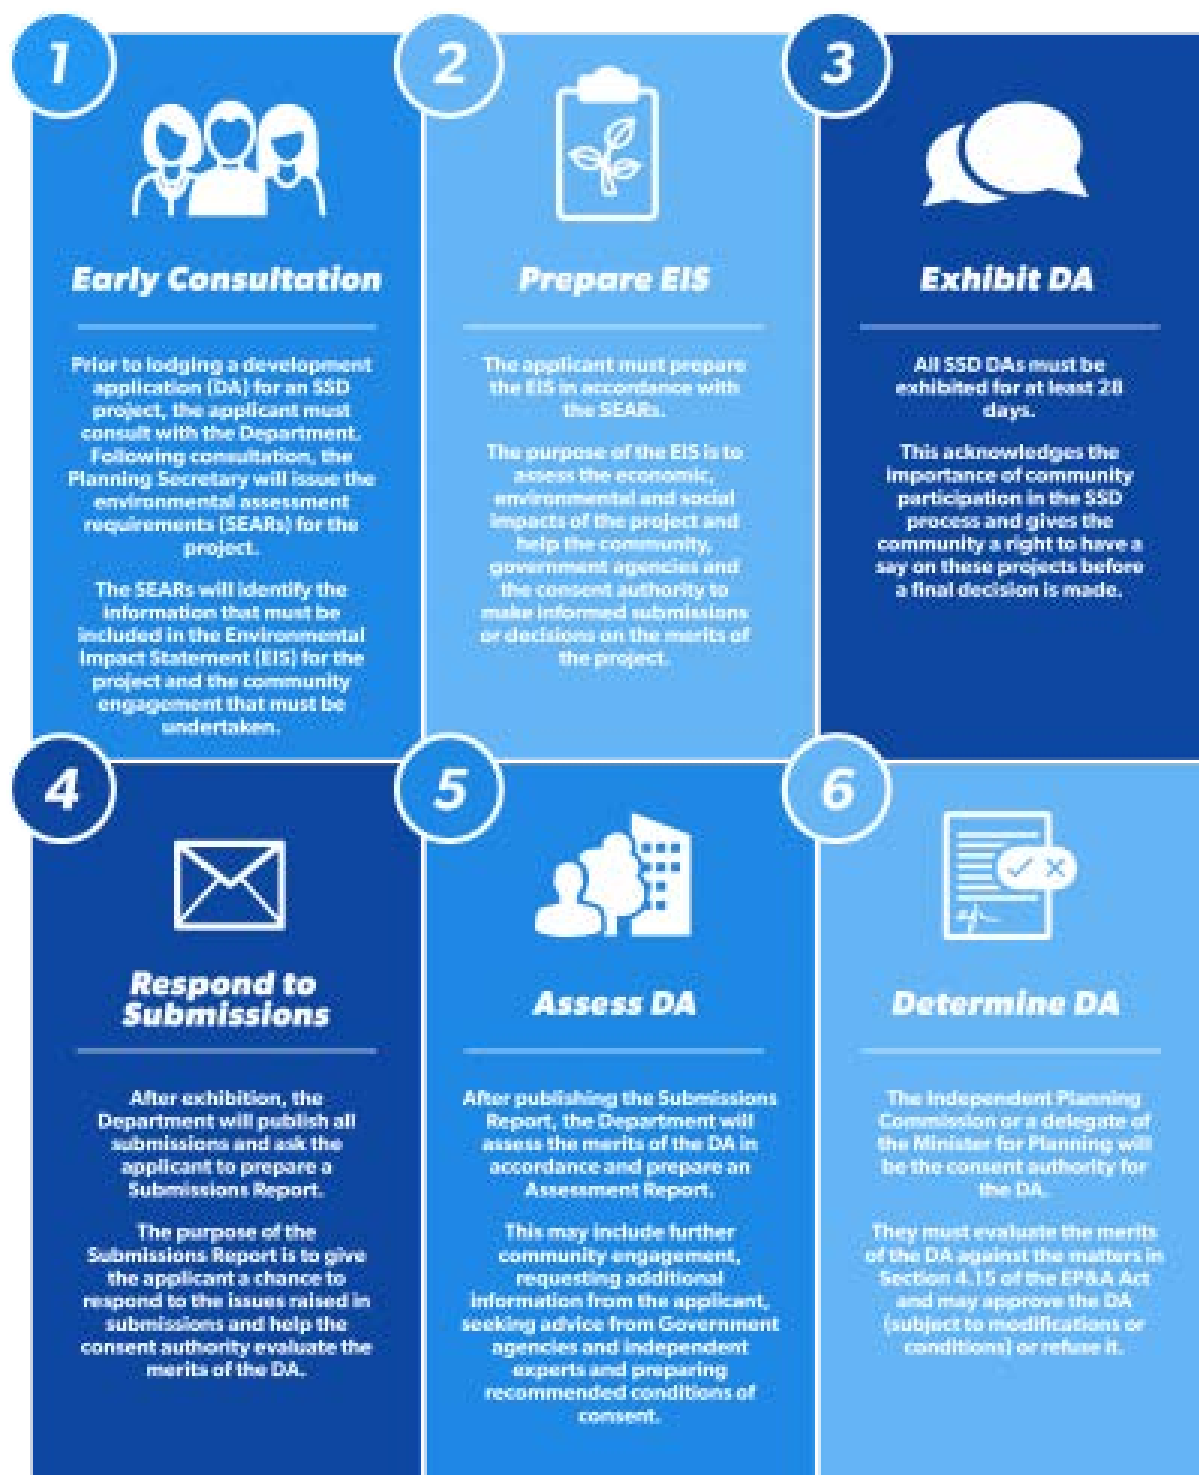 1
Early Consultation
Prior to lodging a development
application (DA) for an SSD
project, the applicant must
consult with the Department.
Following consultation, the
Planning Secretary will issue the
environmental assessment
requirements (SEARs) for the
project.
The SEARs will identify the
information that must be
included in the Environmental
Impact Statement (EIS) for the
project and the community
engagement that must be
undertaken.
2
Prepare EIS
The applicant must prepare
the EIS in accordance with
the SEARs.
The purpose of the EIS is to
assess the economic,
environmental and social
impacts of the project and
help the community,
government agencies and
the consent authority to
make informed submissions
or decisions on the merits of
the project.
3
Exhibit DA
All SSD DAs must be
exhibited for at least 28
days.
This acknowledges the
importance of community
participation in the SSD
process and gives the
community a right to have a
say on these projects before
a final decision is made.
4
Respond to
Submissions
After exhibition, the
Department will publish all
submissions and ask the
applicant to prepare a
Submissions Report.
The purpose of the
Submissions Report is to give
the applicant a chance to
respond to the issues raised in
submissions and help the
consent authority evaluate the
merits of the DA.
5
Assess DA
After publishing the Submissions
Report, the Department will
assess the merits of the DA in
accordance and prepare an
Assessment Report.
This may include further
community engagement,
requesting additional
information from the applicant,
seeking advice from Government
agencies and independent
experts and preparing
recommended conditions of
consent.
6
Determine DA
The Independent Planning
Commission or a delegate of
the Minister for Planning will
be the consent authority for
the DA.
They must evaluate the merits
of the DA against the matters in
Section 4.15 of the EP&A Act
and may approve the DA
(subject to modifications or
conditions) or refuse it.